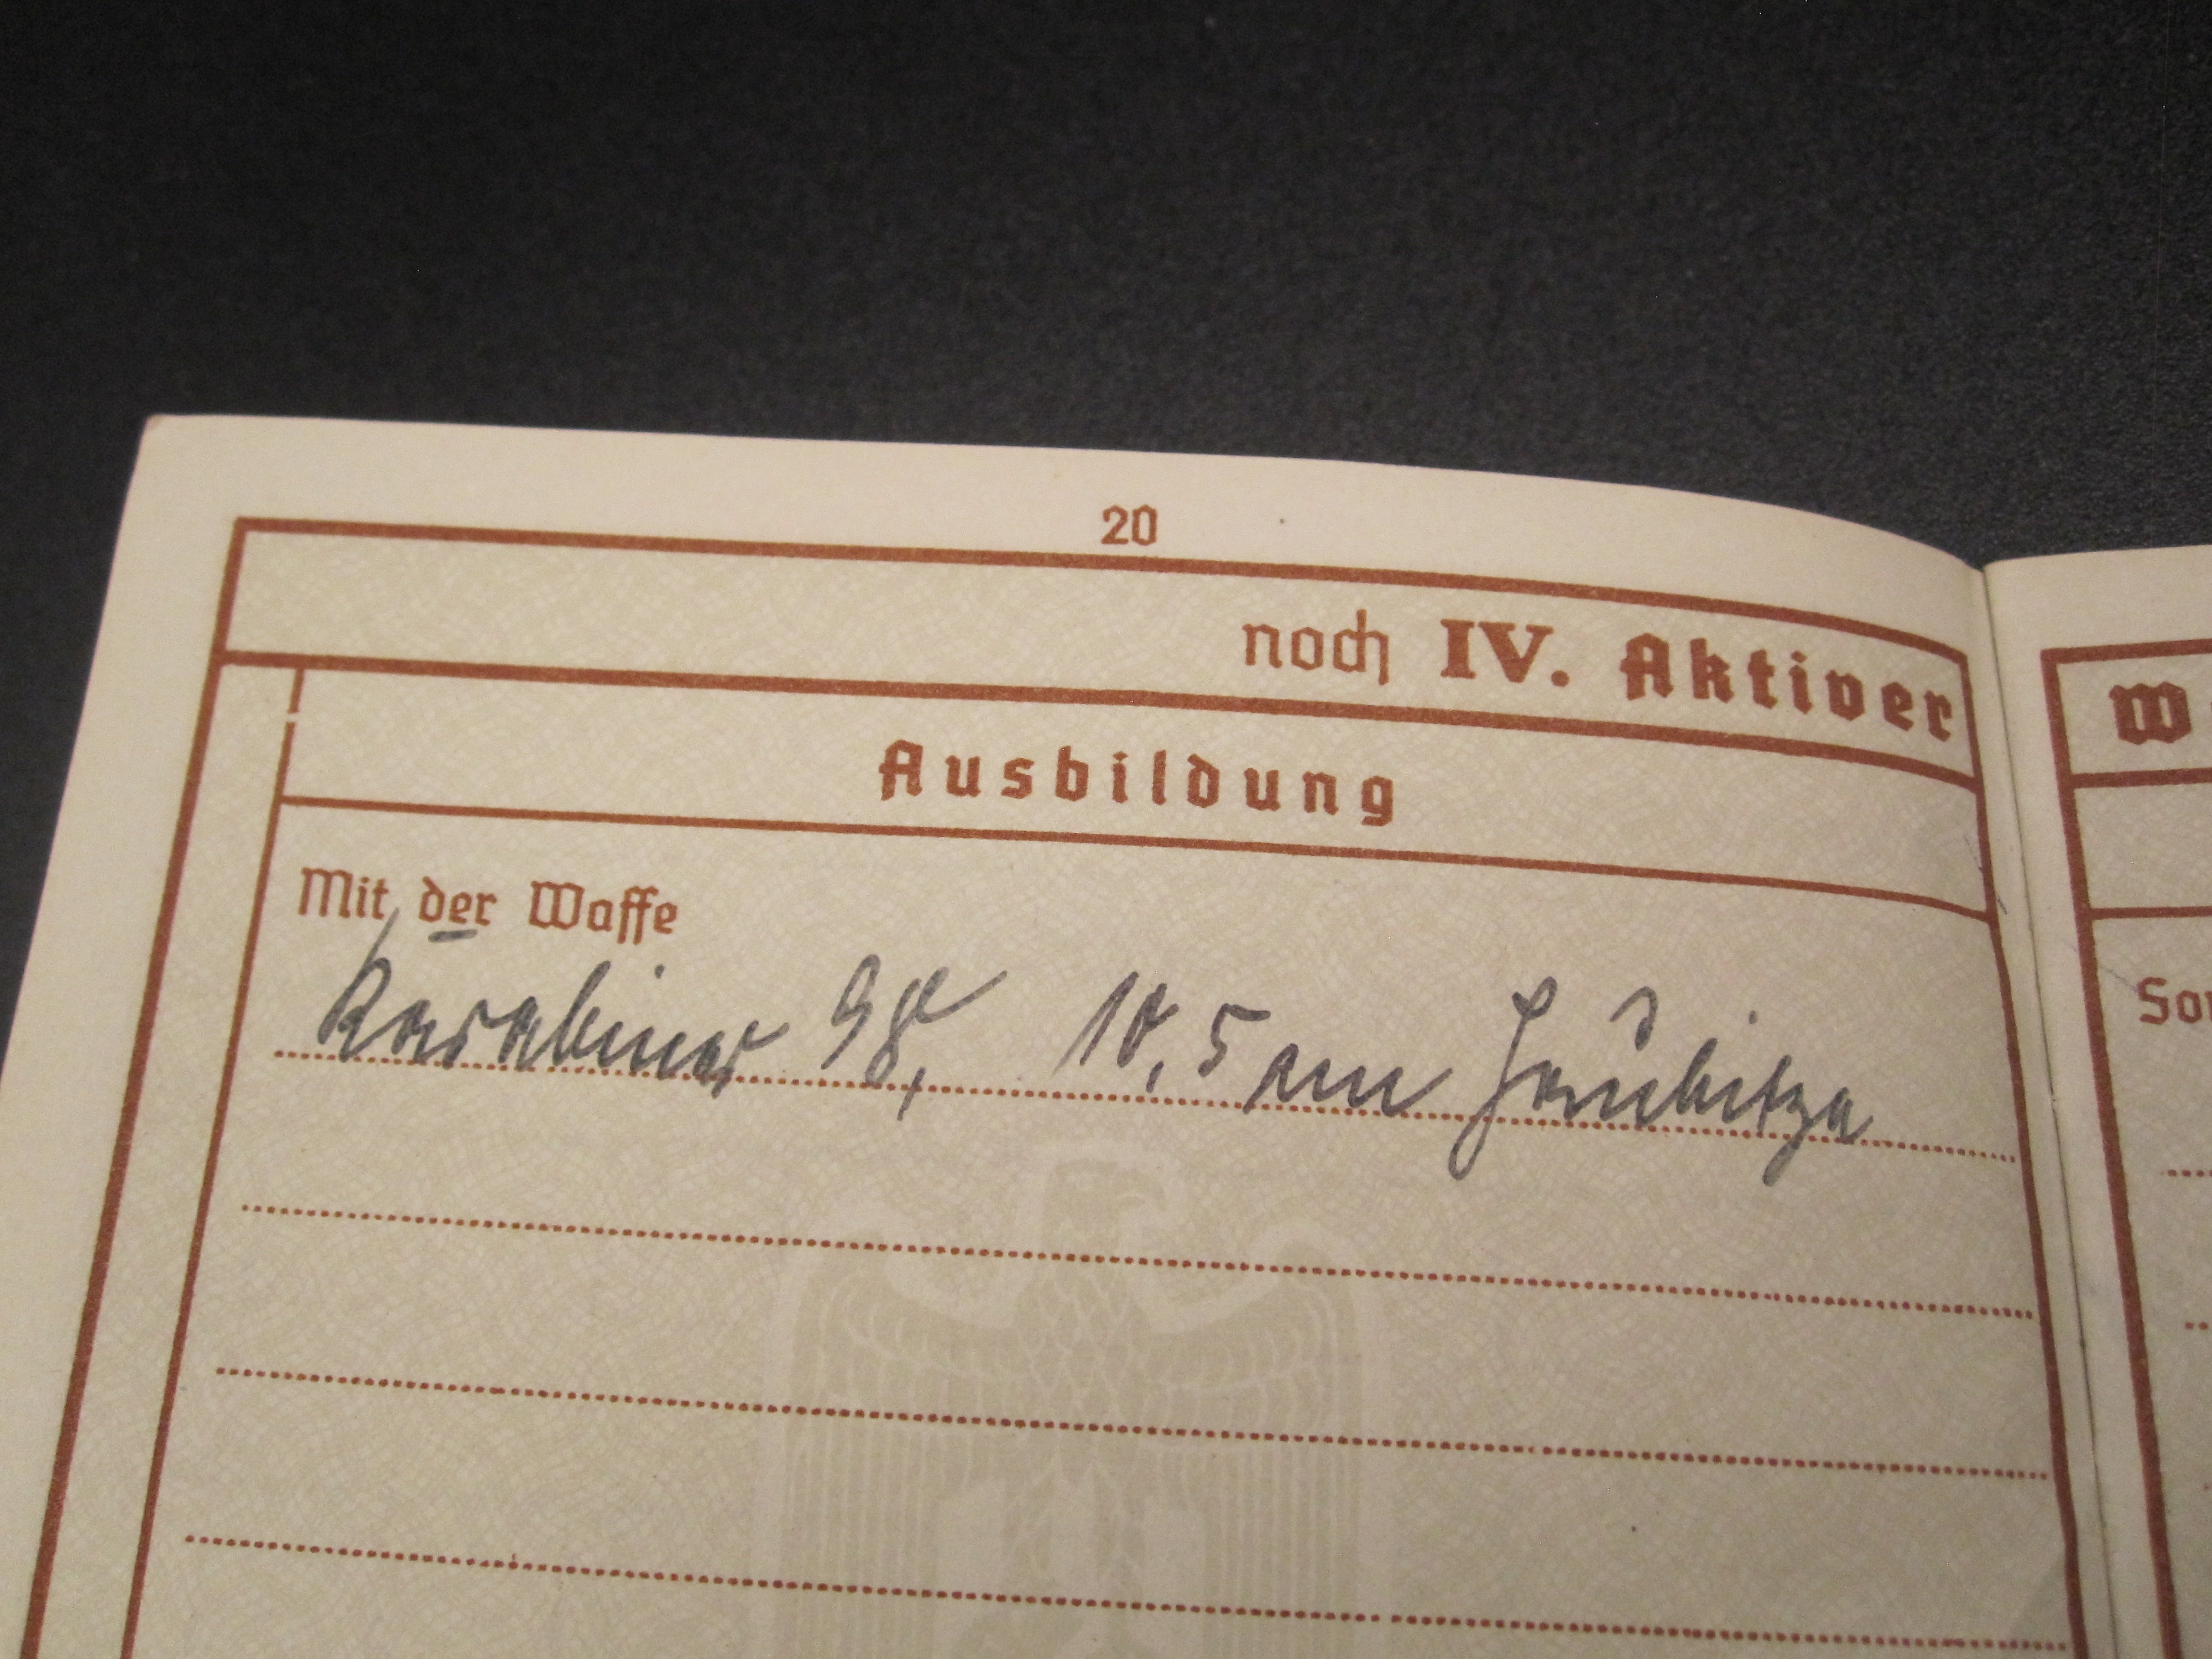 20
noch IV. Aktiver
W
Ausbildung
Mit der Waffe
Karabiner 98, 10,5 cm Haubitze